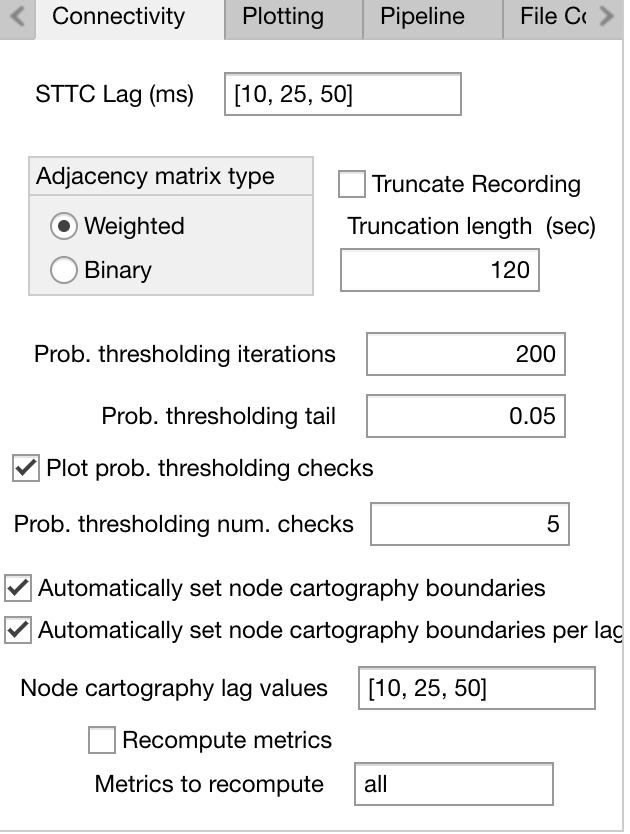 Connectivity Plotting Pipeline File Co
STTC Lag (ms) [10, 25, 50]
Adjacency matrix type
Weighted
Binary
Truncate Recording
Truncation length (sec)
120
Prob. thresholding iterations 200
Prob. thresholding tail 0.05
Plot prob. thresholding checks
Prob. thresholding num. checks 5
Automatically set node cartography boundaries
Automatically set node cartography boundaries per lag
Node cartography lag values [10, 25, 50]
Recompute metrics
Metrics to recompute all